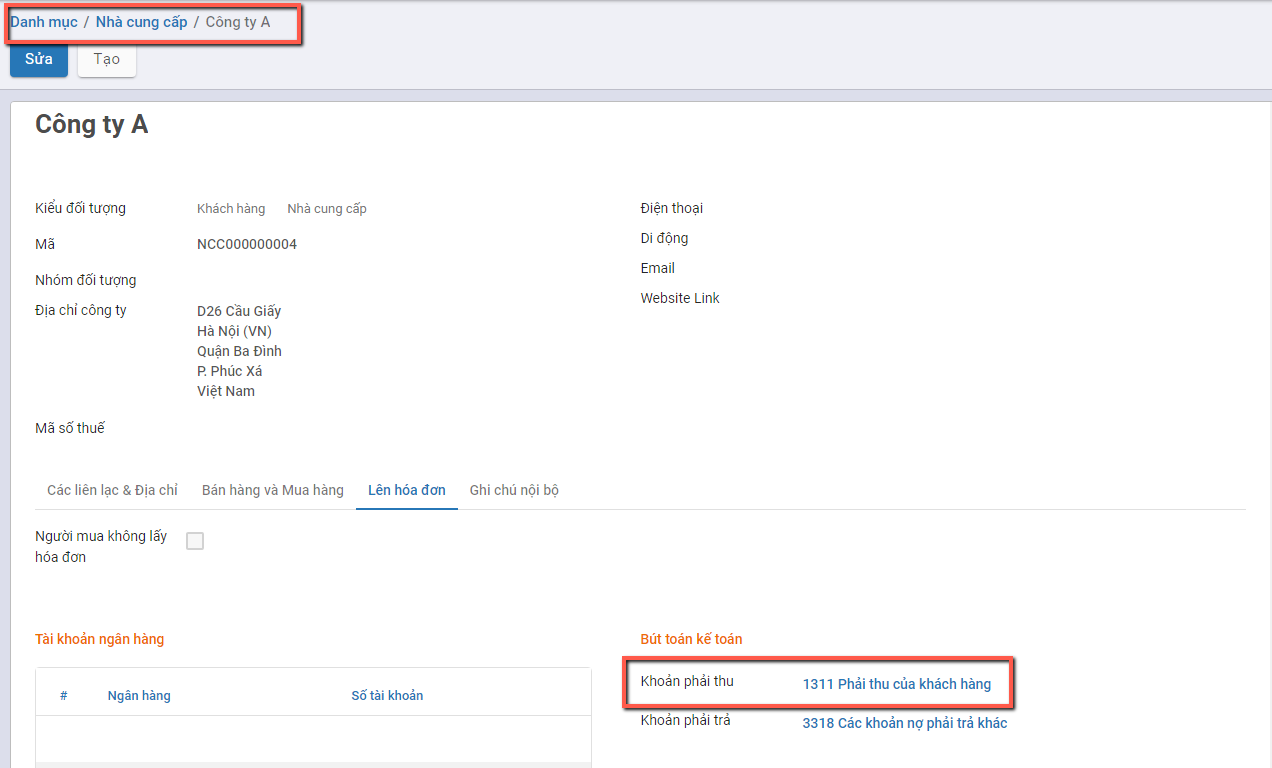 Danh mục / Nhà cung cấp / Công ty A
Sửa Tạo
Công ty A
Kiểu đối tượng Khách hàng Nhà cung cấp
Mã NCC000000004
Nhóm đối tượng
Địa chỉ công ty D26 Cầu Giấy
Hà Nội (VN)
Quận Ba Đình
P. Phúc Xá
Việt Nam
Mã số thuế
Điện thoại
Di động
Email
Website Link
Các liên lạc & Địa chỉ Bán hàng và Mua hàng Lên hóa đơn Ghi chú nội bộ
Người mua không lấy
hóa đơn
Tài khoản ngân hàng
# Ngân hàng Số tài khoản
Bút toán kế toán
Khoản phải thu 1311 Phải thu của khách hàng
Khoản phải trả 3318 Các khoản nợ phải trả khác